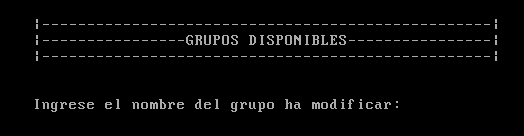 GRUPOS DISPONIBLES
Ingrese el nombre del grupo ha modificar: